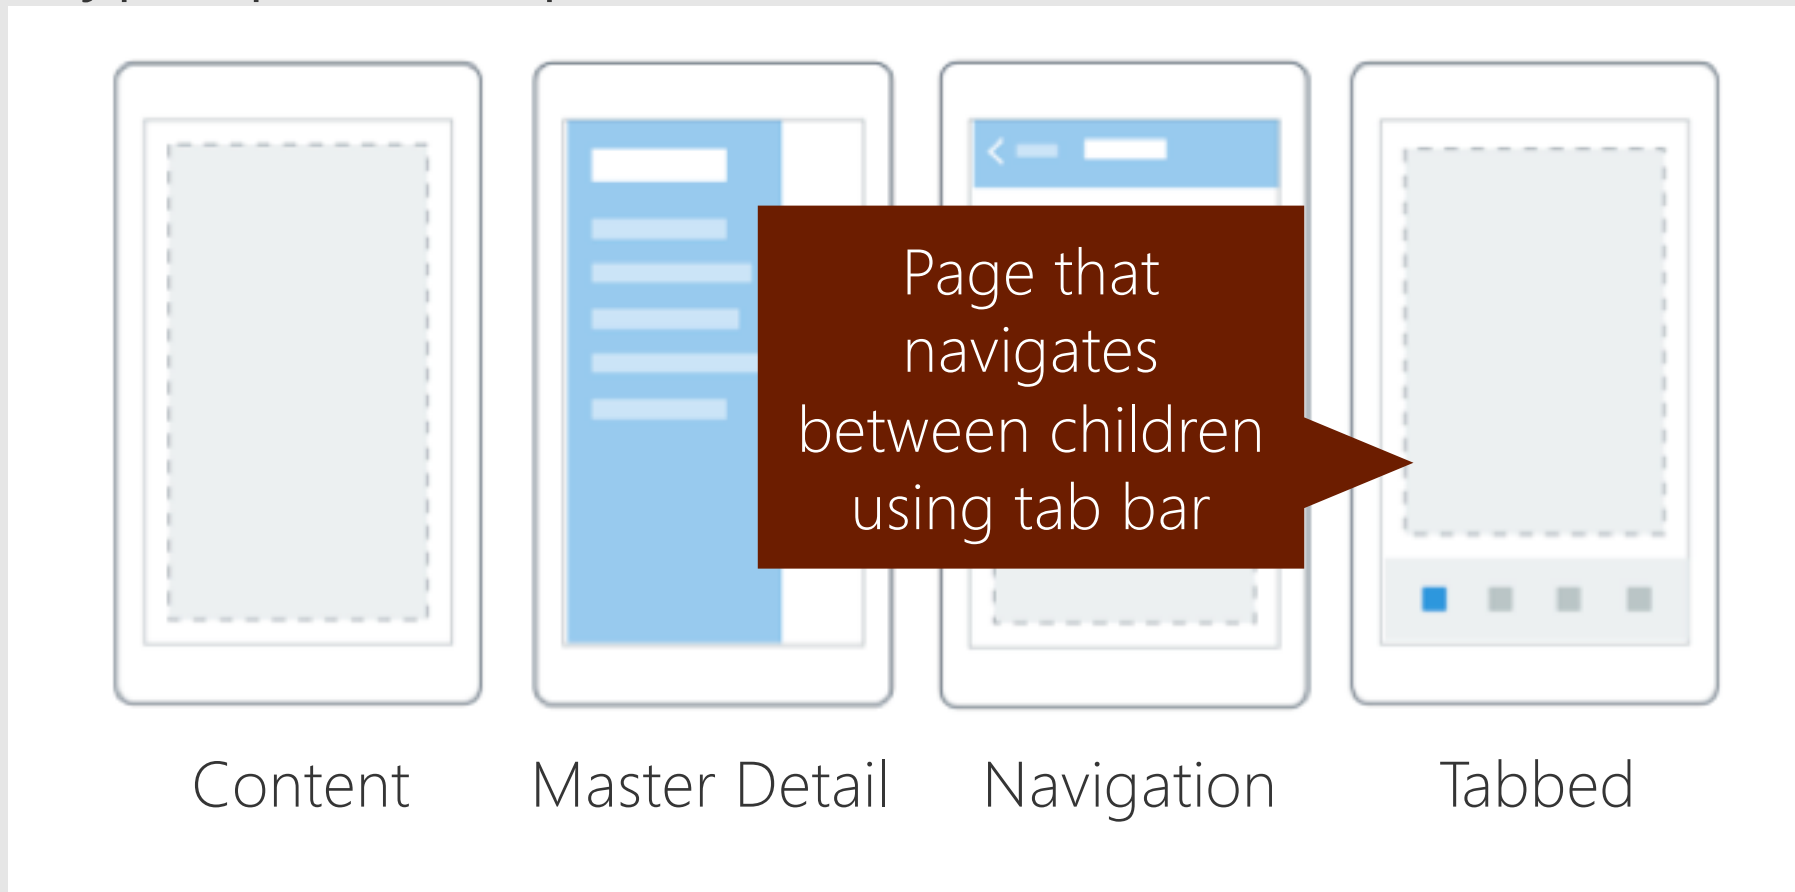 Page that
navigates
between children
using tab bar
Content
Master Detail
Navigation
Tabbed